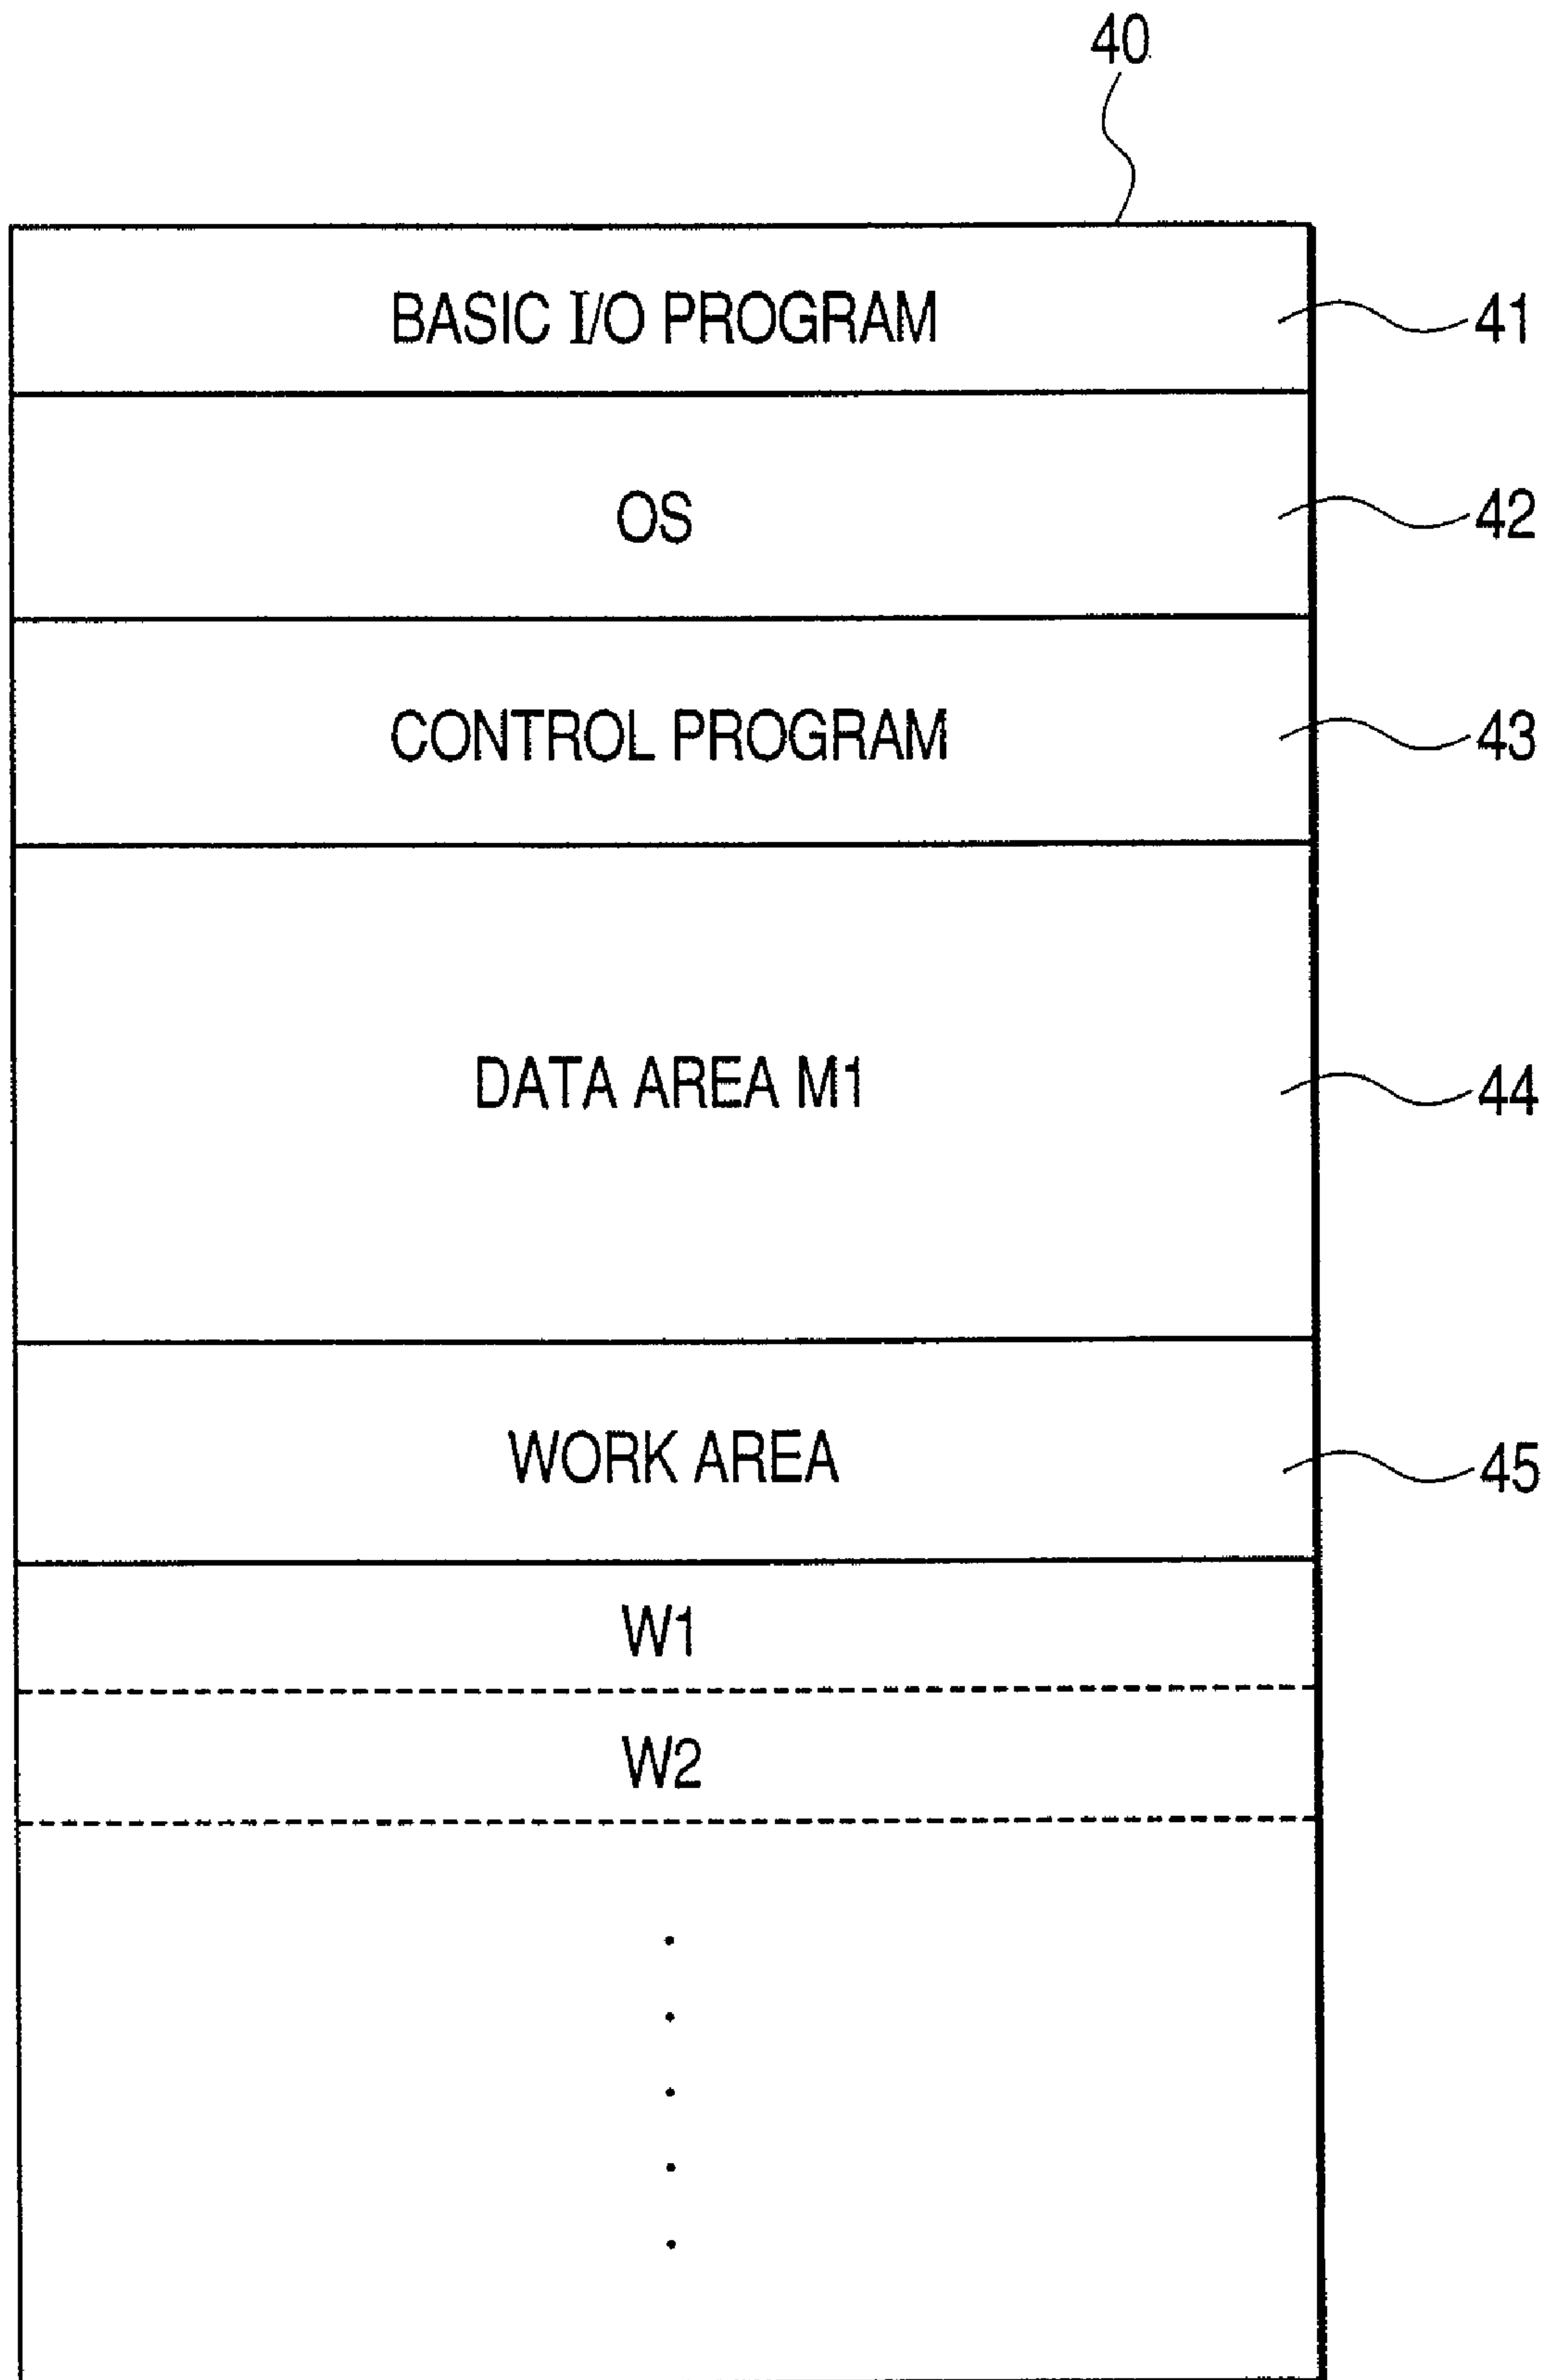 40
BASIC I/O PROGRAM 41
OS 42
CONTROL PROGRAM 43
DATA AREA M1 44
WORK AREA 45
W1
W2